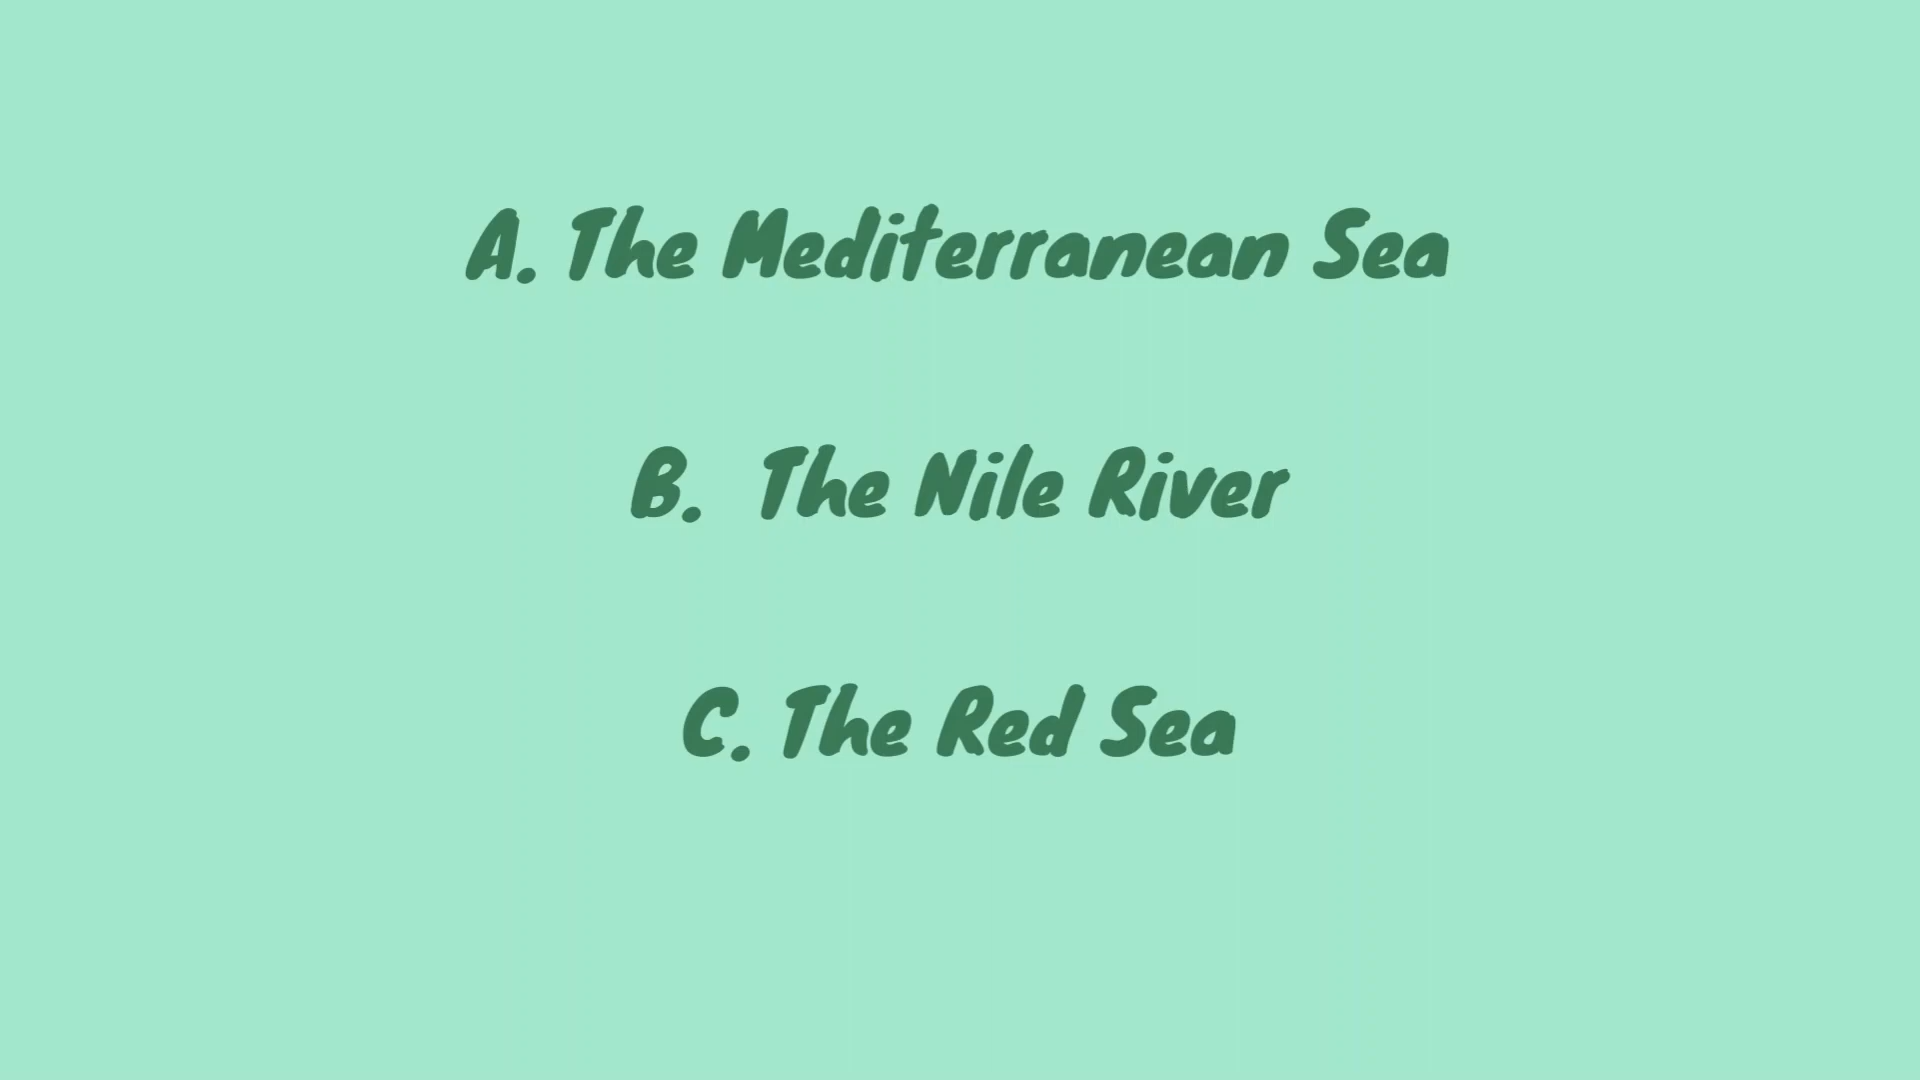 A. The Mediterranean Sea
B. The Nile River
C. The Red Sea